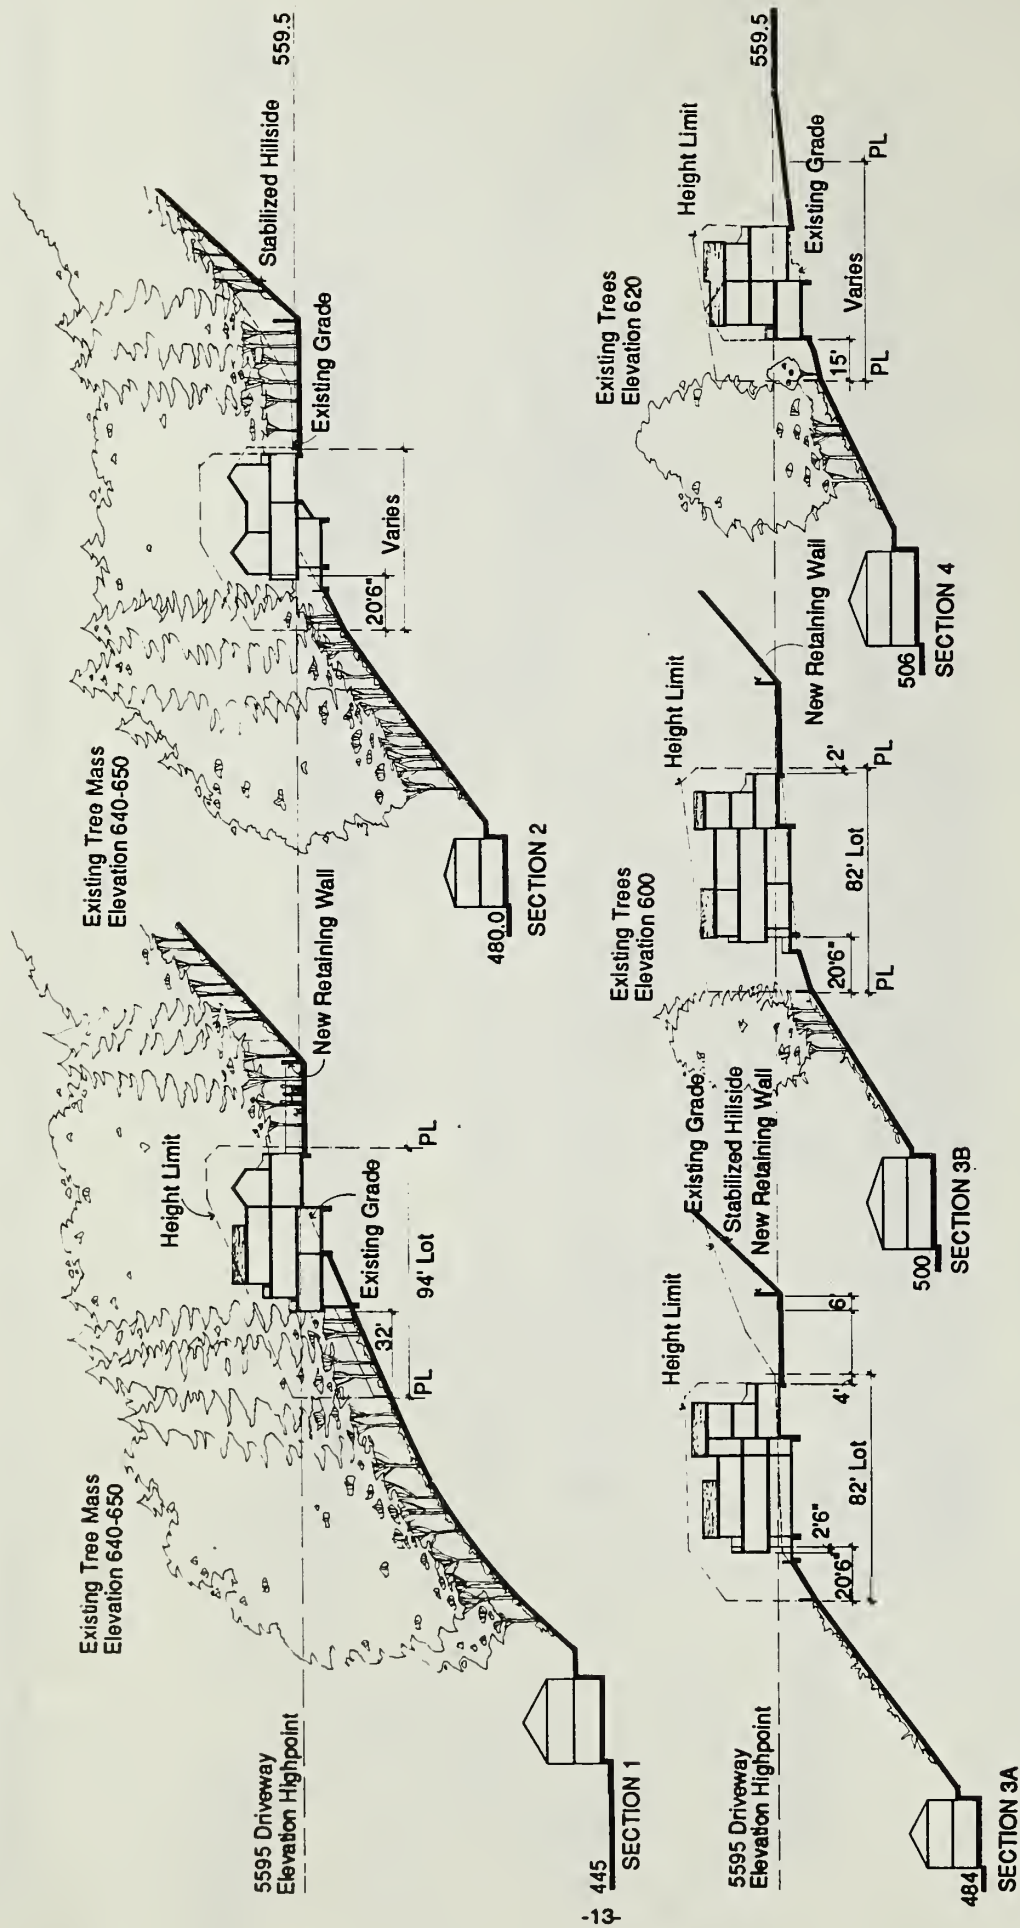 Existing Tree Mass
Elevation 640-650
Height Limit
5595 Driveway
Elevation Highpoint
New Retaining Wall
PL
Existing Grade
94' Lot
32'
PL
445
SECTION 1
Existing Tree Mass
Elevation 640-650
559.5
Stabilized Hillside
Existing Grade
Varies
20'6"
480.0
SECTION 2
5595 Driveway
Elevation Highpoint
Height Limit
Existing Grade
Stabilized Hillside
New Retaining Wall
6'
4'
82' Lot
2'6"
20'6"
484
SECTION 3A
Existing Trees
Elevation 600
Height Limit
New Retaining Wall
2'
PL
82' Lot
20'6"
PL
500
SECTION 3B
Existing Trees
Elevation 620
Height Limit
559.5
PL
Existing Grade
Varies
15'
PL
506
SECTION 4
-13-